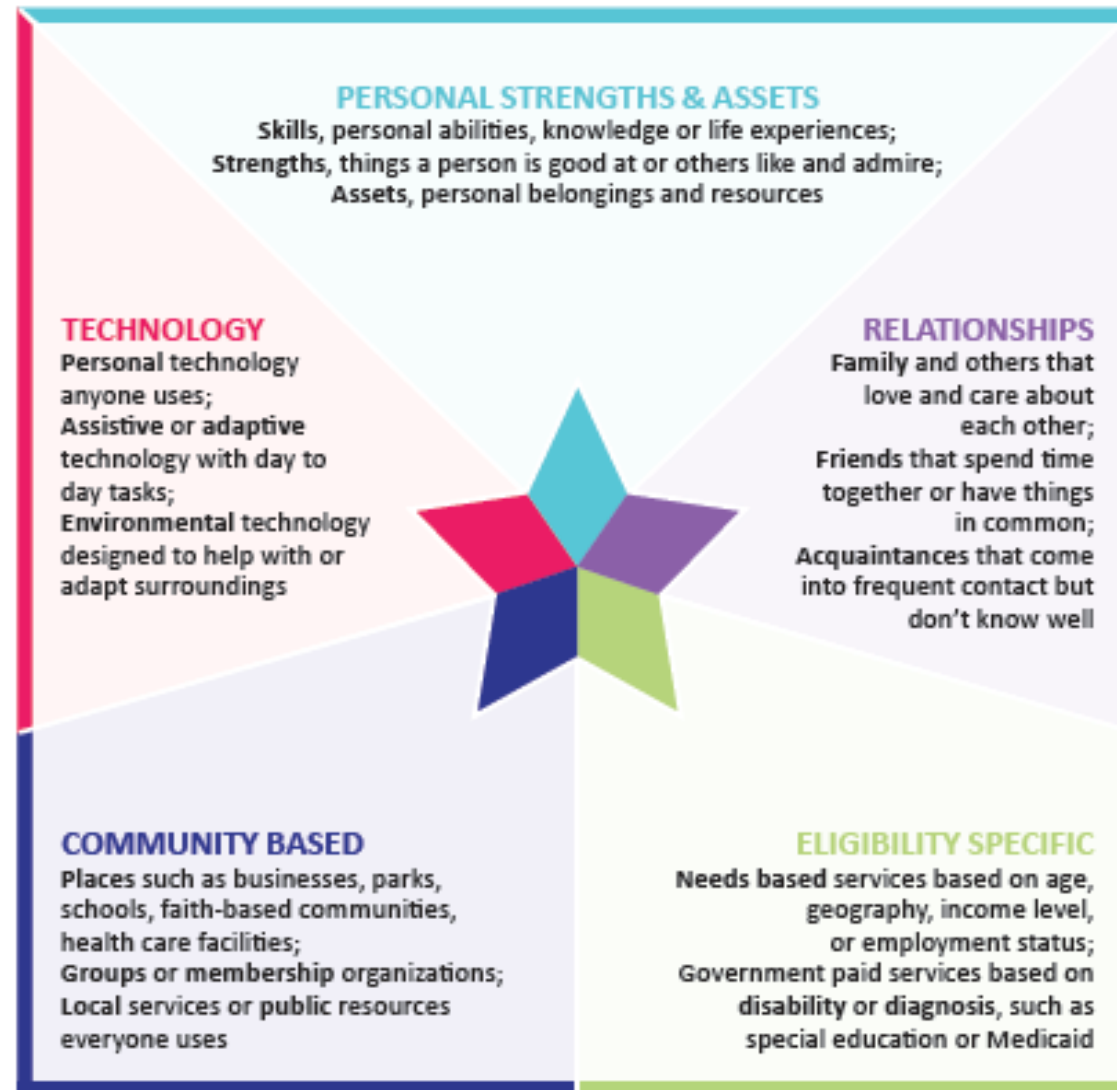 PERSONAL STRENGTHS & ASSETS
Skills, personal abilities, knowledge or life experiences;
Strengths, things a person is good at or others like and admire;
Assets, personal belongings and resources
TECHNOLOGY
Personal technology
anyone uses;
Assistive or adaptive
technology with day to
day tasks;
Environmental technology
designed to help with or
adapt surroundings
RELATIONSHIPS
Family and others that
love and care about
each other;
Friends that spend time
together or have things
in common;
Acquaintances that come
into frequent contact but
don't know well
COMMUNITY BASED
Places such as businesses, parks,
schools, faith-based communities,
health care facilities;
Groups or membership organizations;
Local services or public resources
everyone uses
ELIGIBILITY SPECIFIC
Needs based services based on age,
geography, income level,
or employment status;
Government paid services based on
disability or diagnosis, such as
special education or Medicaid